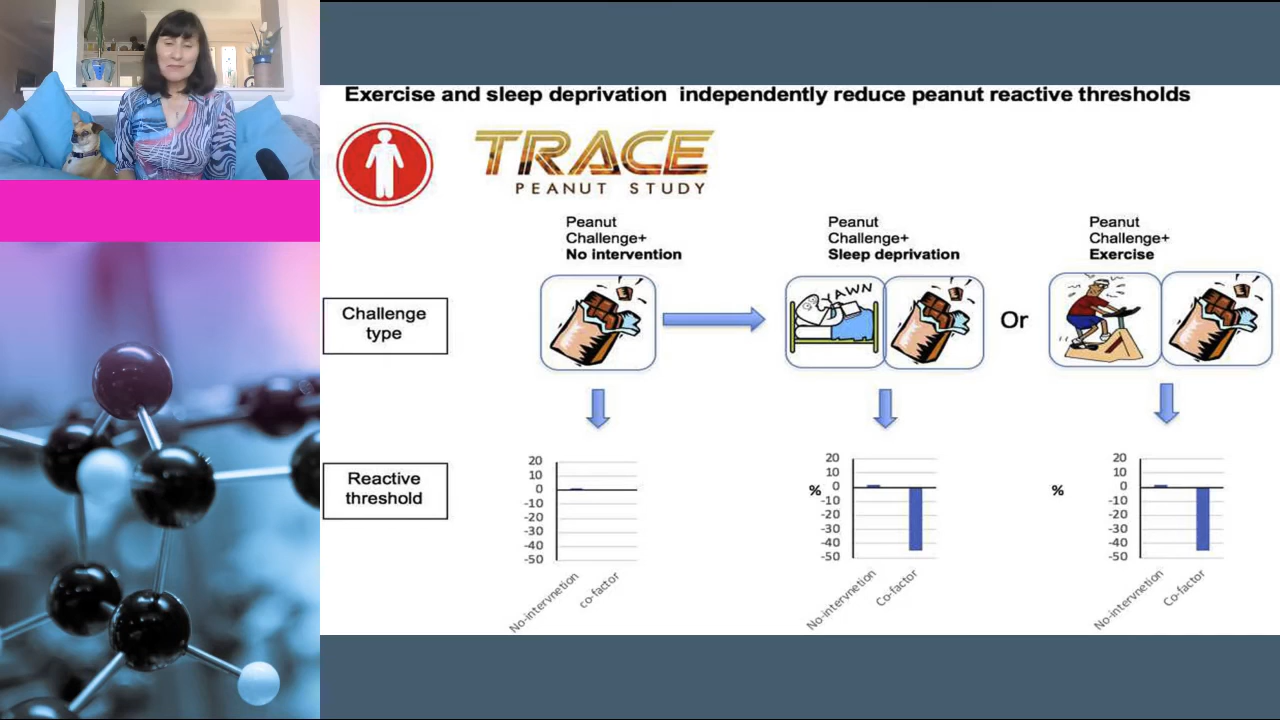 Exercise and sleep deprivation independently reduce peanut reactive thresholds
TRACE
PEANUT STUDY
Peanut
Challenge+
No intervention
Peanut
Challenge+
Sleep deprivation
Peanut
Challenge+
Exercise
Challenge
type
YAWN
Or
Reactive
threshold
20
10
0
-10
-20
-30
-40
-50
No-intervnetion
co-factor
%
20
10
0
-10
-20
-30
-40
-50
No-intervnetion
Co-factor
%
20
10
0
-10
-20
-30
-40
-50
No-intervnetion
Co-factor